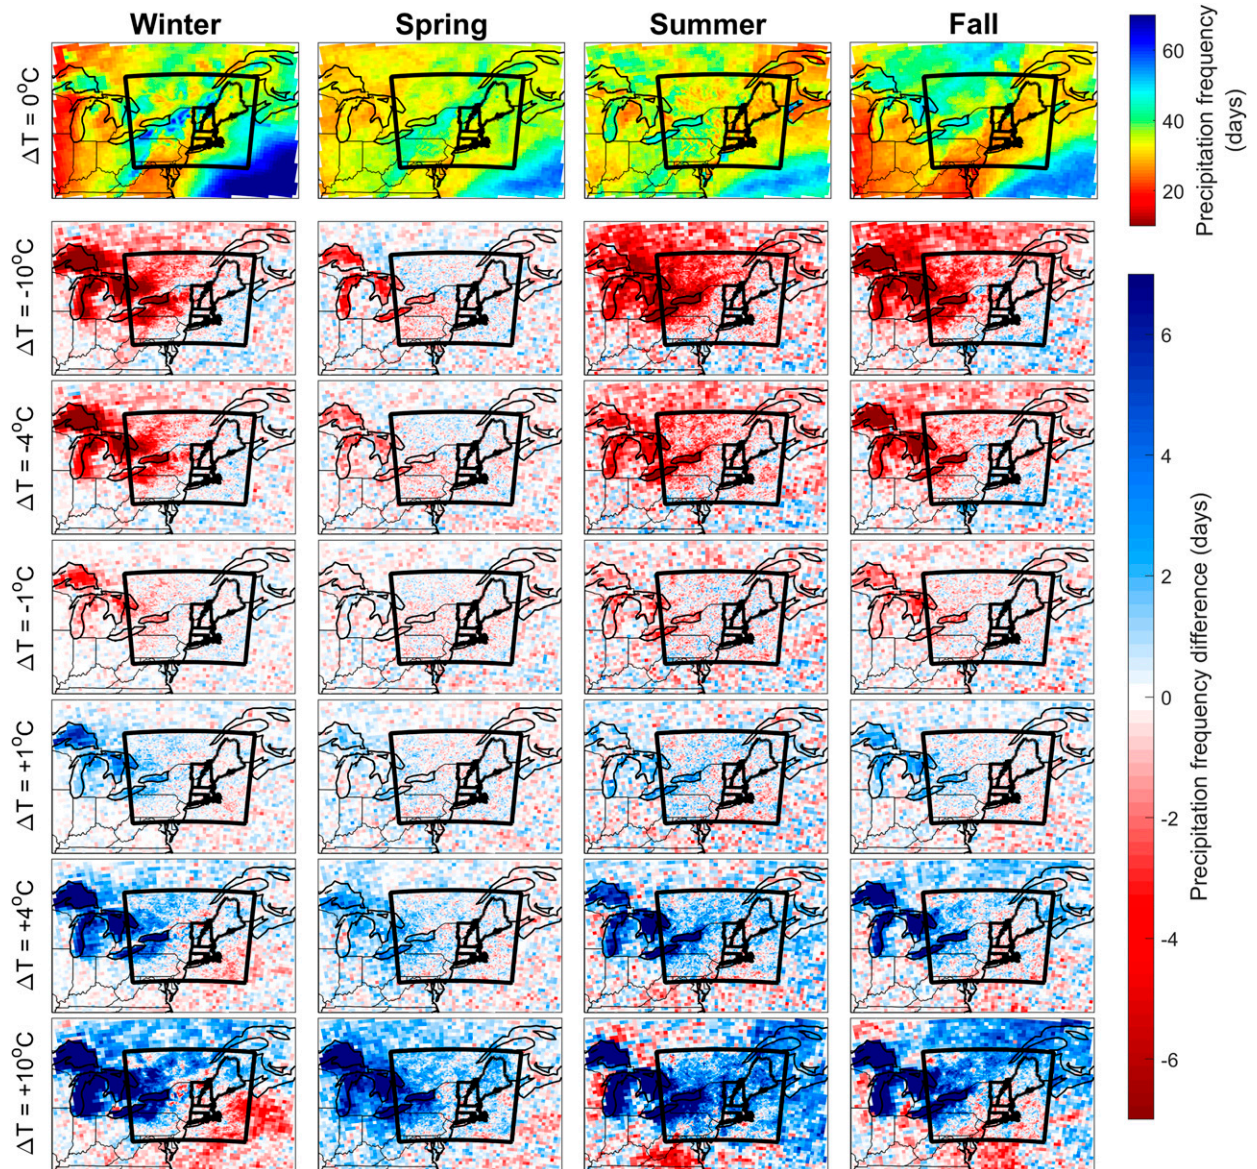 Winter Spring Summer Fall
ΔT = 0°C
ΔT = -10°C
ΔT = -4°C
ΔT = -1°C
ΔT = +1°C
ΔT = +4°C
ΔT = +10°C
60
40
20
Precipitation frequency
(days)
6
4
2
0
-2
-4
-6
Precipitation frequency difference (days)